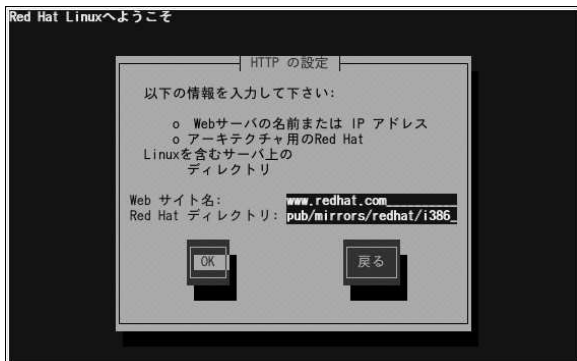 Red Hat Linuxへようこそ
HTTP の設定
以下の情報を入力して下さい:
o Webサーバの名前または IP アドレス
o アーキテクチャ用のRed Hat
Linuxを含むサーバ上の
ディレクトリ
Web サイト名: www.redhat.com__________
Red Hat ディレクトリ: pub/mirrors/redhat/i386_
OK 戻る